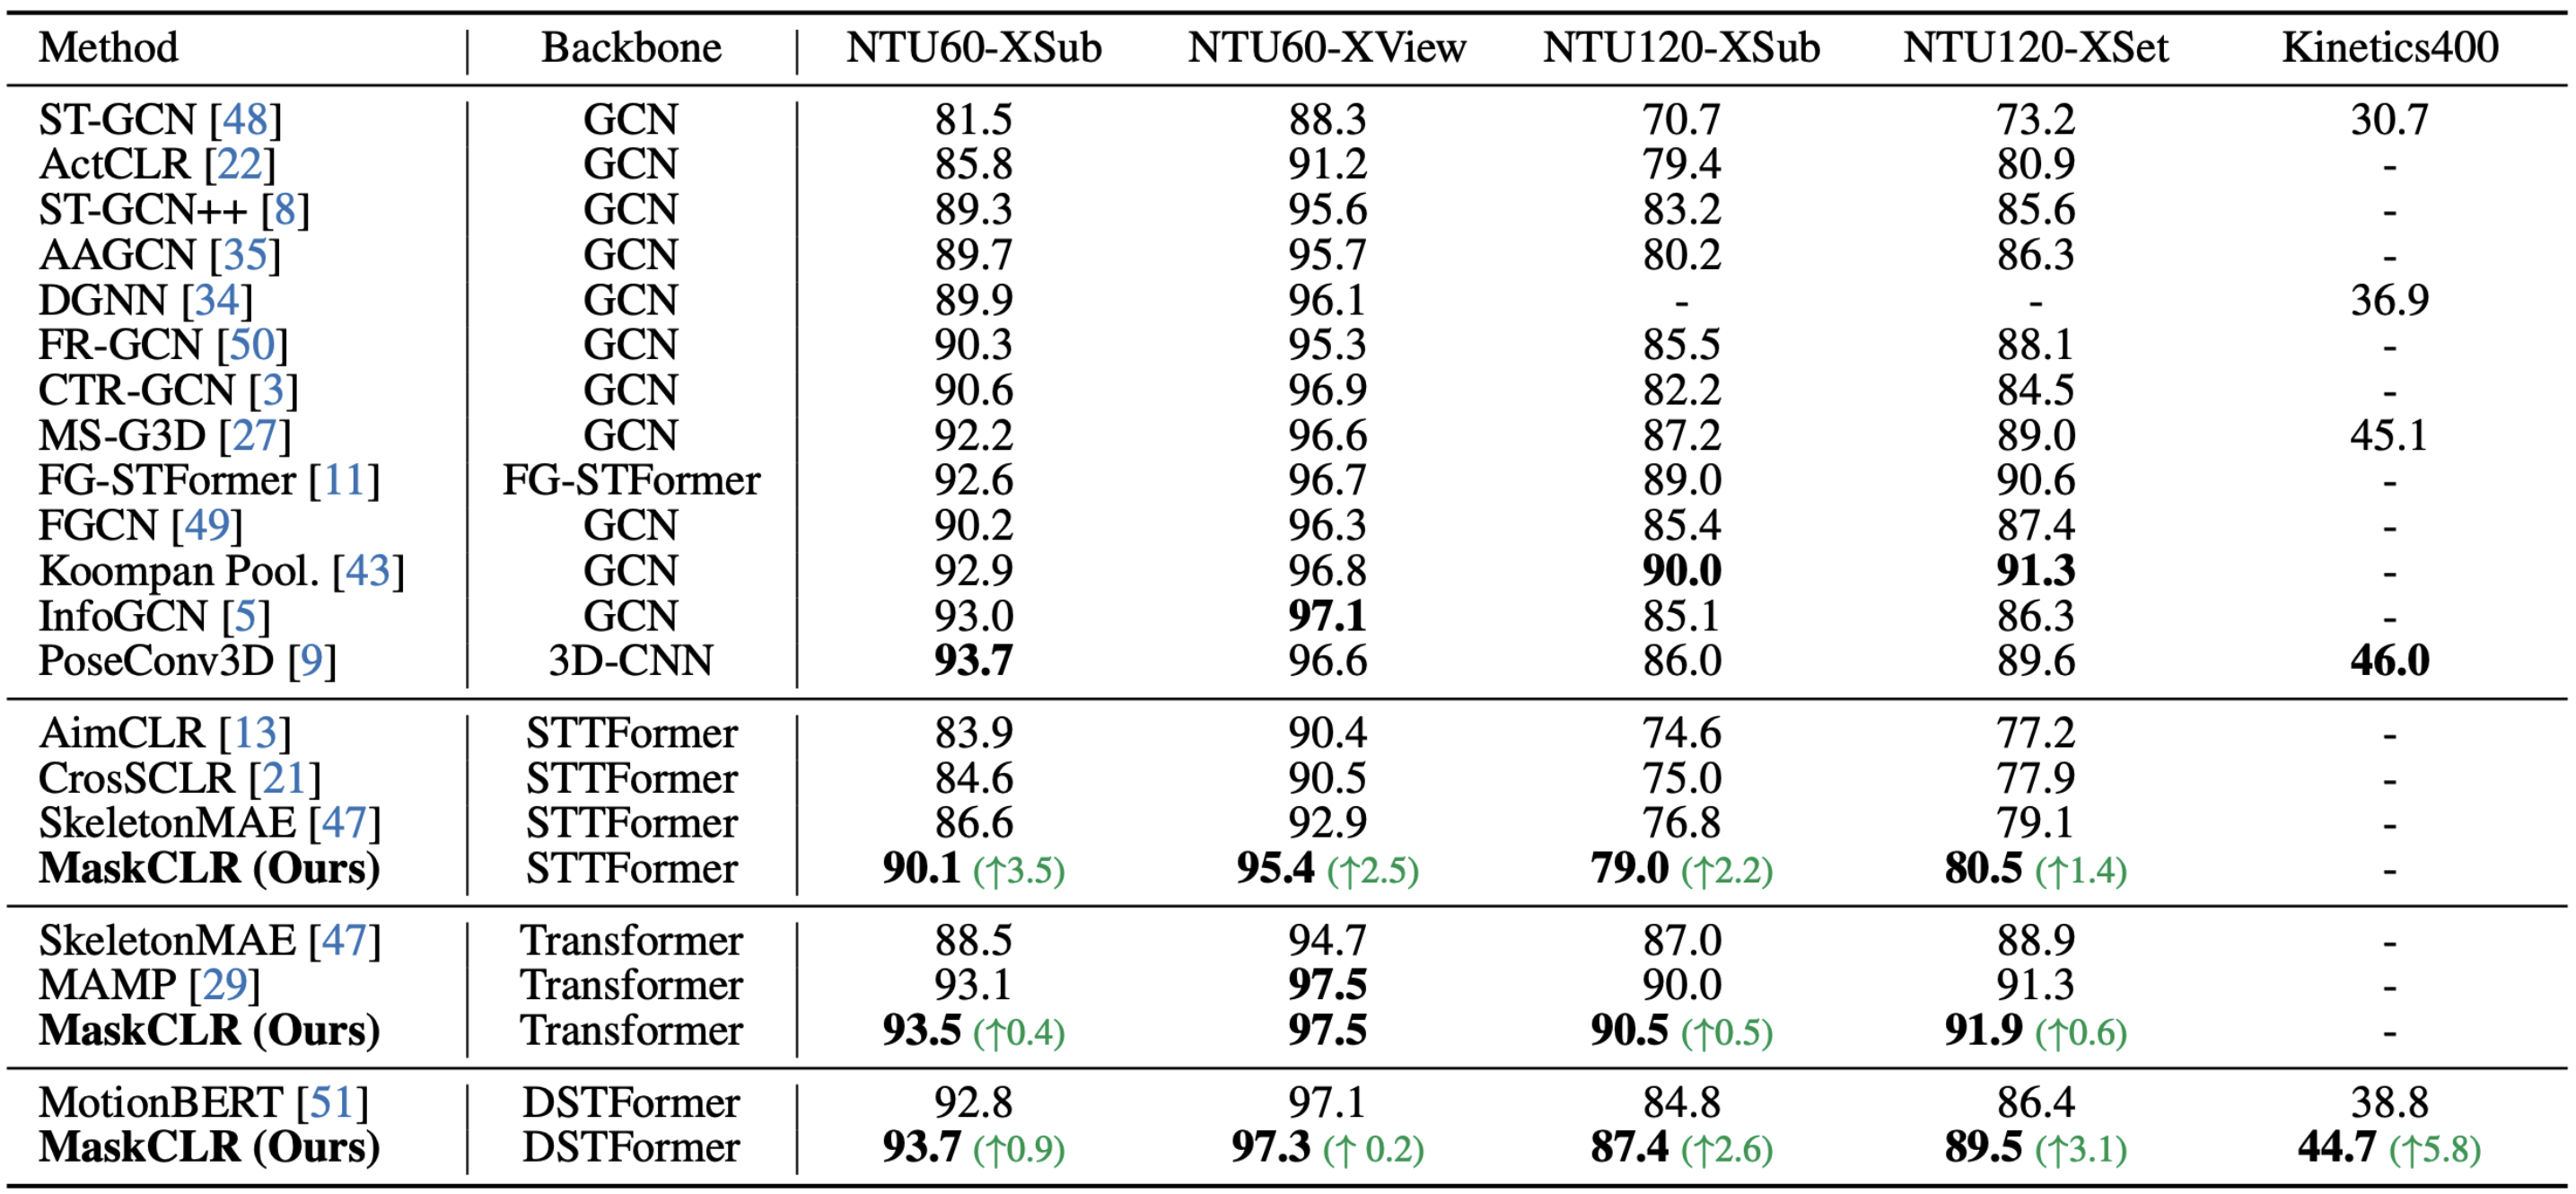 Method Backbone NTU60-XSub NTU60-XView NTU120-XSub NTU120-XSet Kinetics400
ST-GCN [48] GCN 81.5 88.3 70.7 73.2 30.7
ActCLR [22] GCN 85.8 91.2 79.4 80.9 -
ST-GCN++ [8] GCN 89.3 95.6 83.2 85.6 -
AAGCN [35] GCN 89.7 95.7 80.2 86.3 -
DGNN [34] GCN 89.9 96.1 - - 36.9
FR-GCN [50] GCN 90.3 95.3 85.5 88.1 -
CTR-GCN [3] GCN 90.6 96.9 82.2 84.5 -
MS-G3D [27] GCN 92.2 96.6 87.2 89.0 45.1
FG-STFormer [11] FG-STFormer 92.6 96.7 89.0 90.6 -
FGCN [49] GCN 90.2 96.3 85.4 87.4 -
Koompan Pool. [43] GCN 92.9 96.8 90.0 91.3 -
InfoGCN [5] GCN 93.0 97.1 85.1 86.3 -
PoseConv3D [9] 3D-CNN 93.7 96.6 86.0 89.6 46.0
AimCLR [13] STTFormer 83.9 90.4 74.6 77.2 -
CrosSCLR [21] STTFormer 84.6 90.5 75.0 77.9 -
SkeletonMAE [47] STTFormer 86.6 92.9 76.8 79.1 -
MaskCLR (Ours) STTFormer 90.1 (↑3.5) 95.4 (↑2.5) 79.0 (↑2.2) 80.5 (↑1.4) -
SkeletonMAE [47] Transformer 88.5 94.7 87.0 88.9 -
MAMP [29] Transformer 93.1 97.5 90.0 91.3 -
MaskCLR (Ours) Transformer 93.5 (↑0.4) 97.5 90.5 (↑0.5) 91.9 (↑0.6) -
MotionBERT [51] DSTFormer 92.8 97.1 84.8 86.4 38.8
MaskCLR (Ours) DSTFormer 93.7 (↑0.9) 97.3 (↑ 0.2) 87.4 (↑2.6) 89.5 (↑3.1) 44.7 (↑5.8)